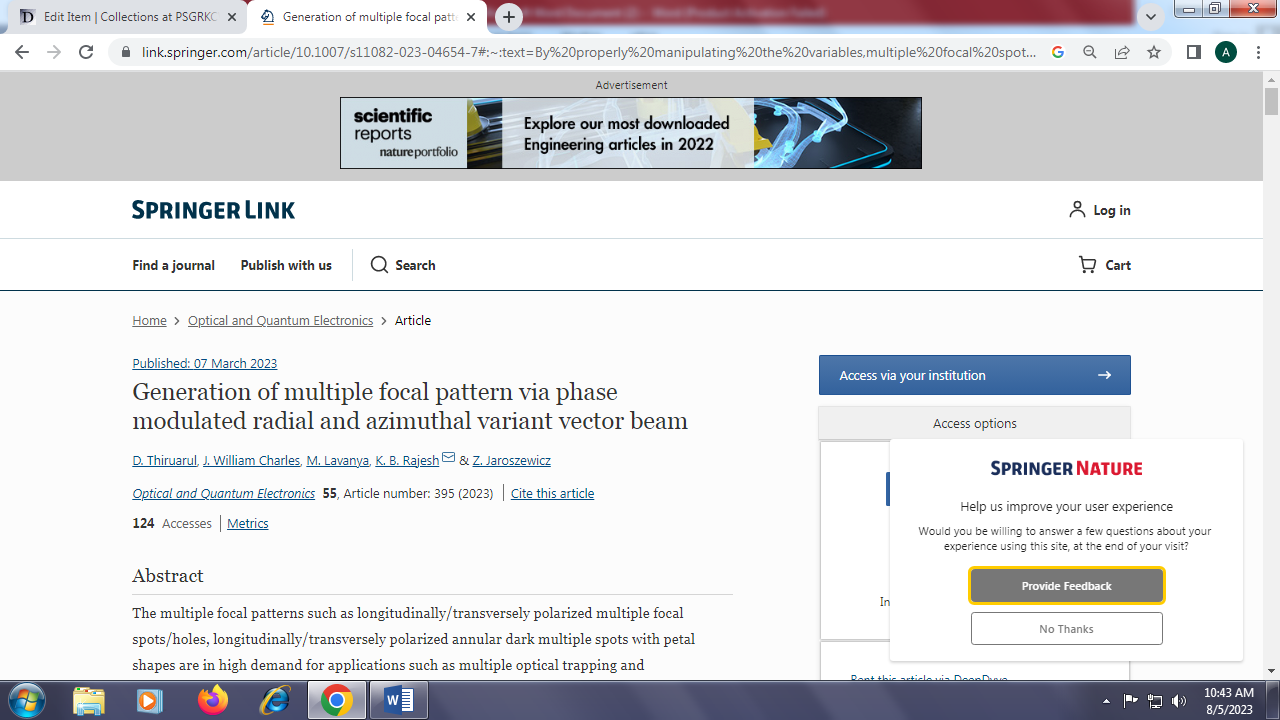 Edit Item | Collections at PSGRKC
Generation of multiple focal patte
link.springer.com/article/10.1007/s11082-023-04654-7#:~:text=By%20properly%20manipulating%20the%20variables,multiple%20focal%20spot...
A
Advertisement
scientific
reports
natureportfolio
Explore our most downloaded
Engineering articles in 2022
SPRINGER LINK
Log in
Find a journal
Publish with us
Search
Cart
Home > Optical and Quantum Electronics > Article
Published: 07 March 2023
Generation of multiple focal pattern via phase
modulated radial and azimuthal variant vector beam
D. Thiruarul, J. William Charles, M. Lavanya, K. B. Rajesh & Z. Jaroszewicz
Optical and Quantum Electronics 55, Article number: 395 (2023) | Cite this article
124 Accesses | Metrics
Abstract
The multiple focal patterns such as longitudinally/transversely polarized multiple focal
spots/holes, longitudinally/transversely polarized annular dark multiple spots with petal
shapes are in high demand for applications such as multiple optical trapping and
Access via your institution
Access options
In
Rent this article via DeepDyve
SPRINGER NATURE
Help us improve your user experience
Would you be willing to answer a few questions about your
experience using this site, at the end of your visit?
Provide Feedback
No Thanks
10:43 AM
8/5/2023